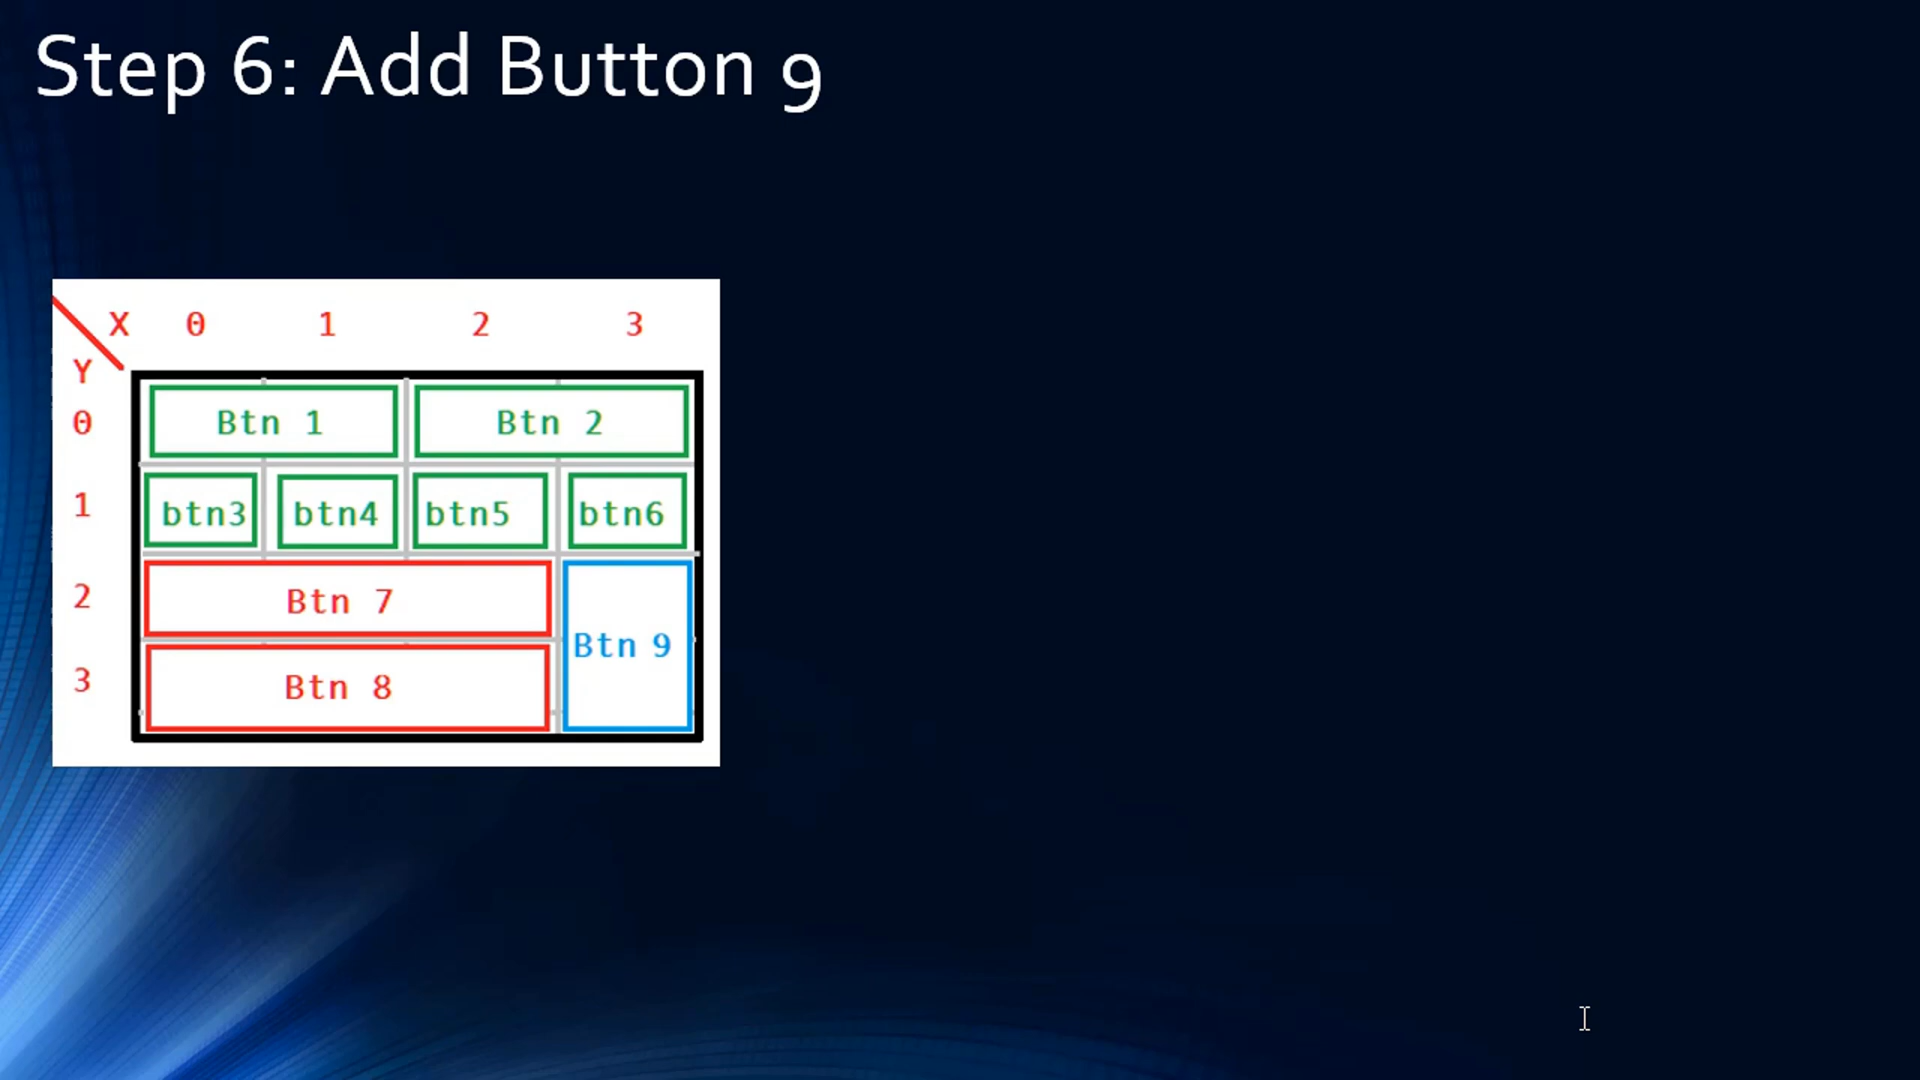 Step 6: Add Button 9
X 0 1 2 3
Y
0 Btn 1 Btn 2
1 btn3 btn4 btn5 btn6
2 Btn 7
Btn 9
3 Btn 8